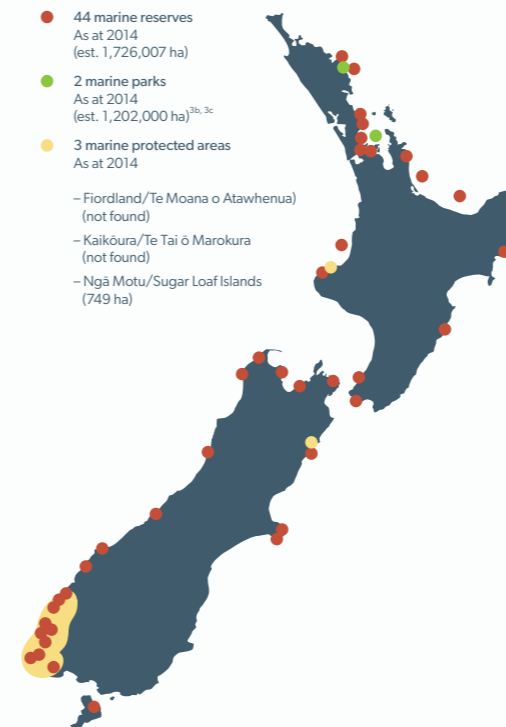 44 marine reserves
As at 2014
(est. 1,726,007 ha)
2 marine parks
As at 2014
(est. 1,202,000 ha)3b, 3c
3 marine protected areas
As at 2014
– Fiordland/Te Moana o Atawhenua)
(not found)
– Kaikōura/Te Tai ō Marokura
(not found)
– Ngā Motu/Sugar Loaf Islands
(749 ha)